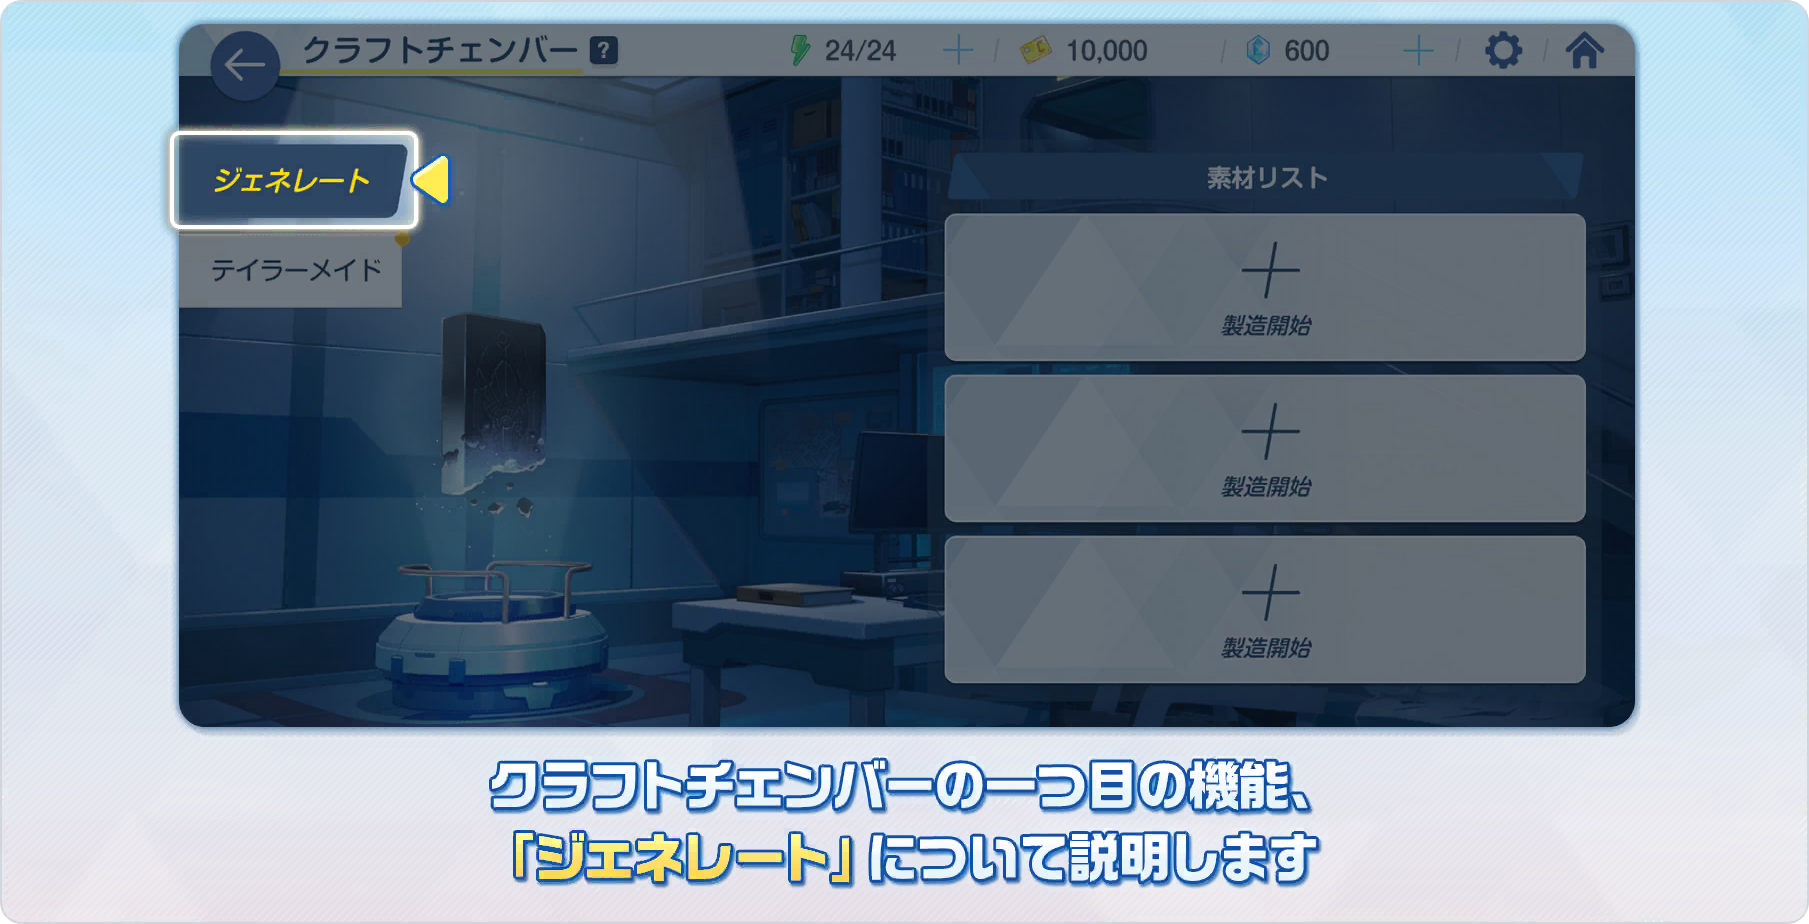 クラフトチェンバー ?
24/24
10,000
600
ジェネレート
テイラーメイド
素材リスト
製造開始
製造開始
製造開始
クラフトチェンバーの一つ目の機能、
「ジェネレート」について説明します